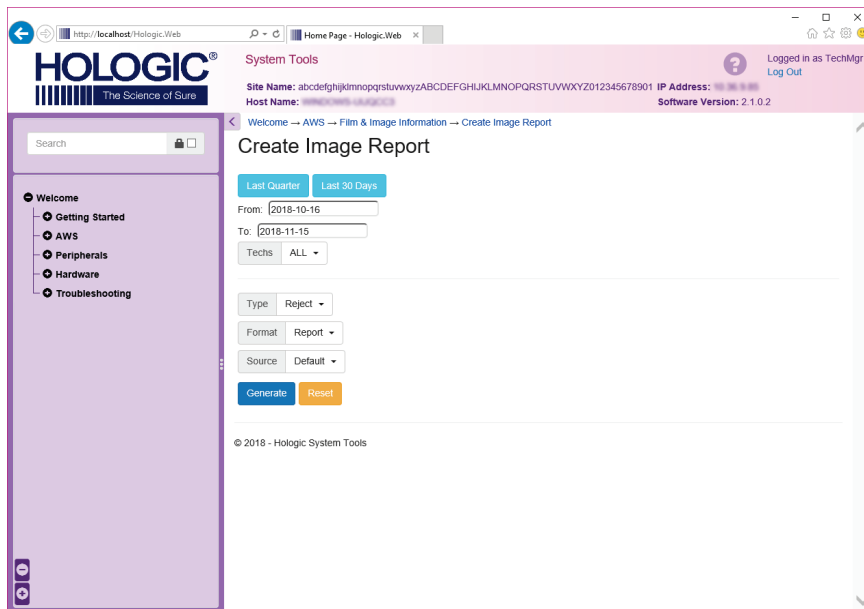 http://localhost/Hologic.Web
Home Page - Hologic.Web
HOLOGIC®
The Science of Sure
System Tools
Logged in as TechMgr
Log Out
Site Name: abcdefghijklmnopqrstuvwxyzABCDEFGHIJKLMNOPQRSTUVWXYZ012345678901 IP Address:
Host Name:
Software Version: 2.1.0.2
Search
Welcome
Getting Started
AWS
Peripherals
Hardware
Troubleshooting
Welcome → AWS → Film & Image Information → Create Image Report
Create Image Report
Last Quarter Last 30 Days
From: 2018-10-16
To: 2018-11-15
Techs ALL
Type Reject
Format Report
Source Default
Generate Reset
© 2018 - Hologic System Tools